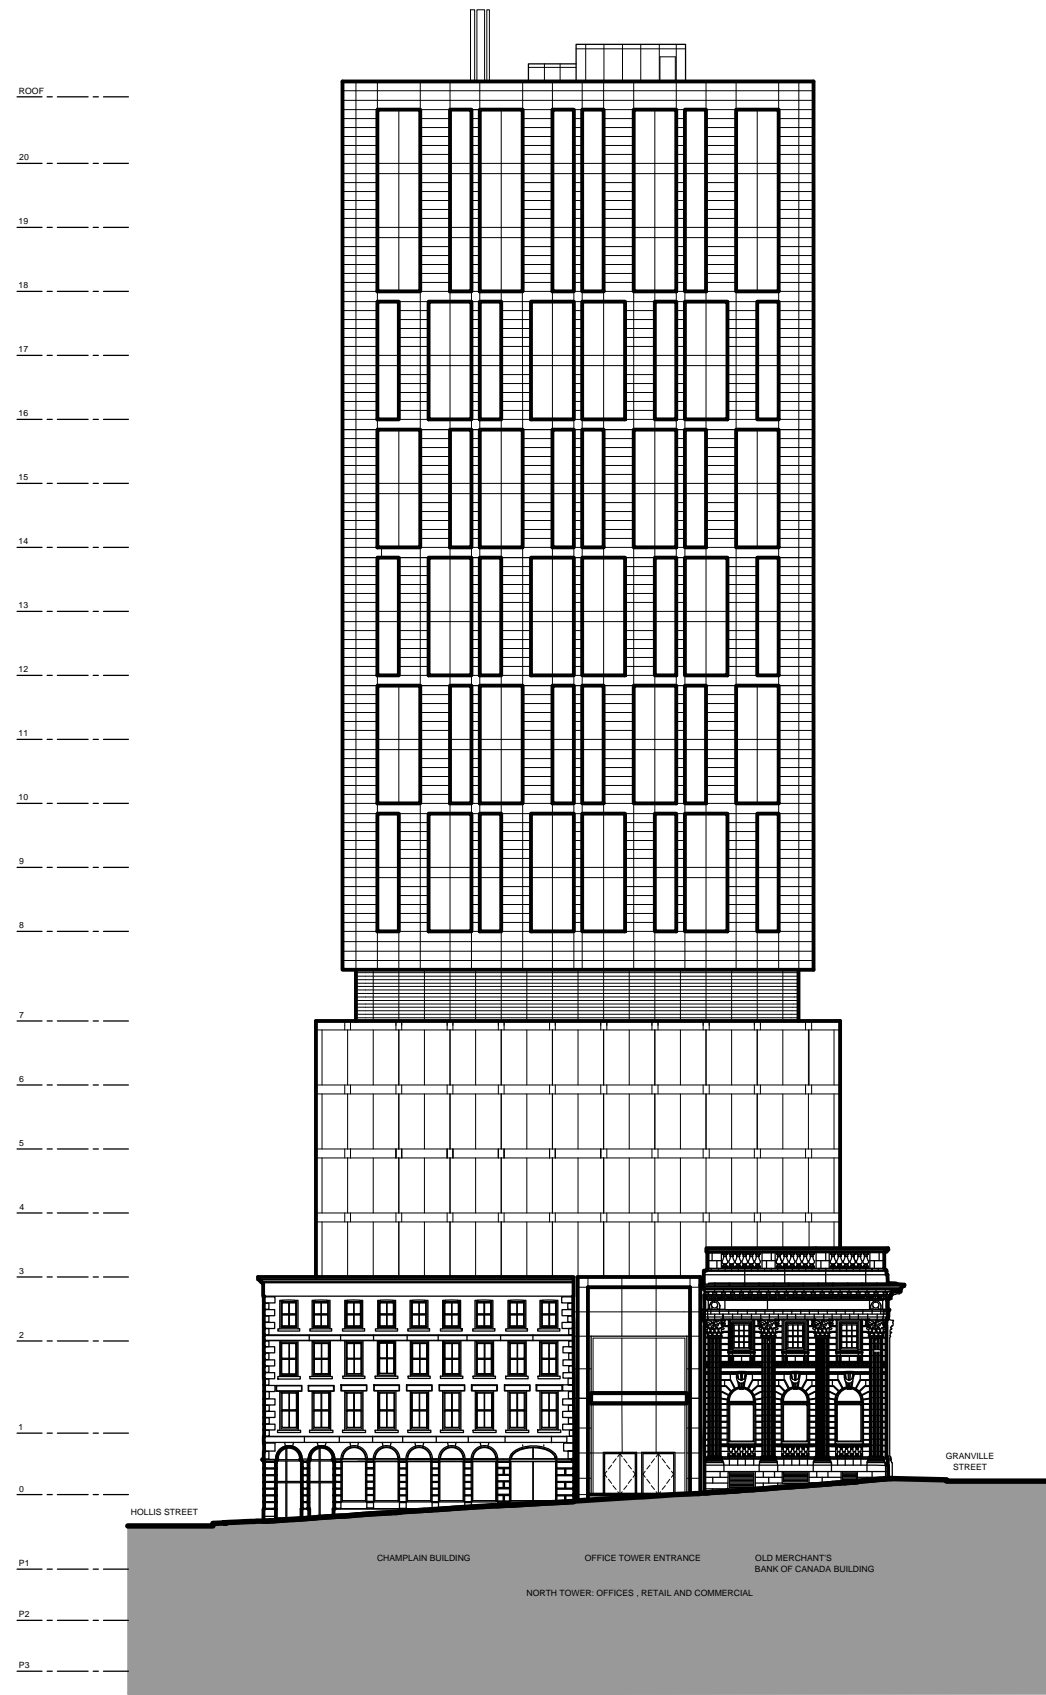 ROOF
20
19
18
17
16
15
14
13
12
11
10
9
8
7
6
5
4
3
2
1
0
HOLLIS STREET
GRANVILLE
STREET
P1
P2
P3
CHAMPLAIN BUILDING
OFFICE TOWER ENTRANCE
OLD MERCHANT'S
BANK OF CANADA BUILDING
NORTH TOWER: OFFICES , RETAIL AND COMMERCIAL